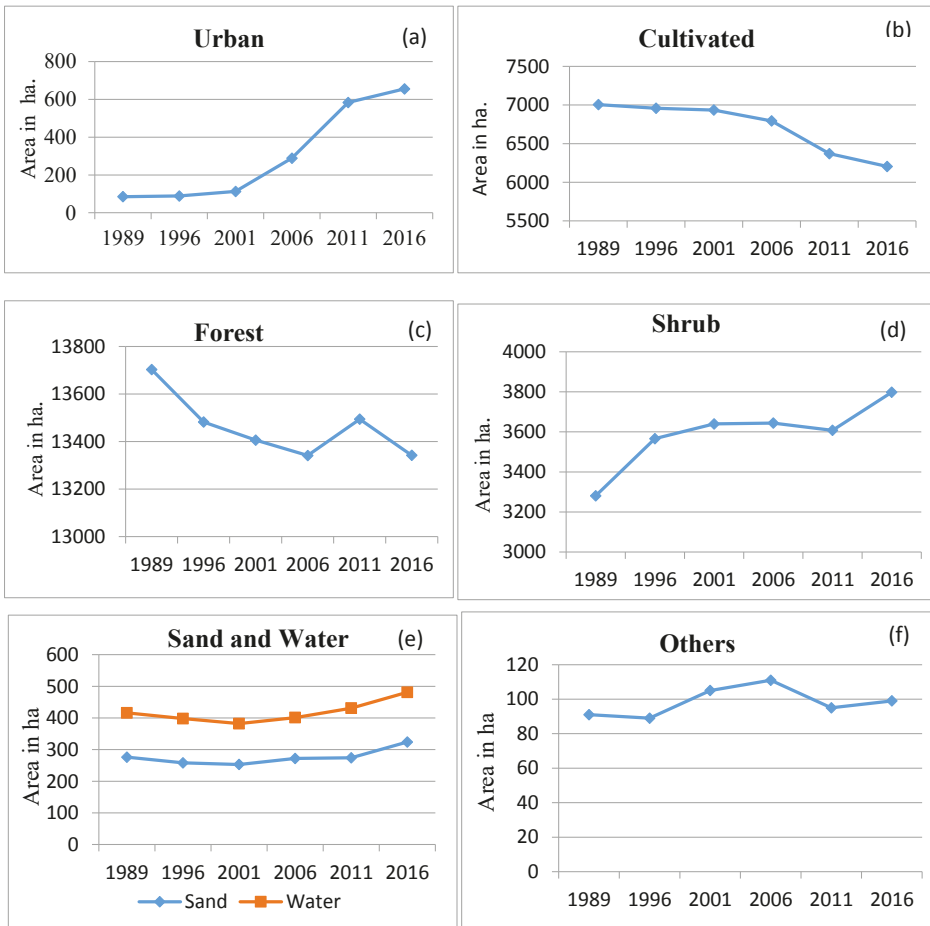 Urban
(a)
Area in ha.
800
600
400
200
0
1989 1996 2001 2006 2011 2016
Cultivated
(b)
Area in ha.
7500
7000
6500
6000
5500
1989 1996 2001 2006 2011 2016
Forest
(c)
Area in ha.
13800
13600
13400
13200
13000
1989 1996 2001 2006 2011 2016
Shrub
(d)
Area in ha.
4000
3800
3600
3400
3200
3000
1989 1996 2001 2006 2011 2016
Sand and Water
(e)
Area in ha
600
500
400
300
200
100
0
1989 1996 2001 2006 2011 2016
Sand Water
Others
(f)
Area in ha
120
100
80
60
40
20
0
1989 1996 2001 2006 2011 2016